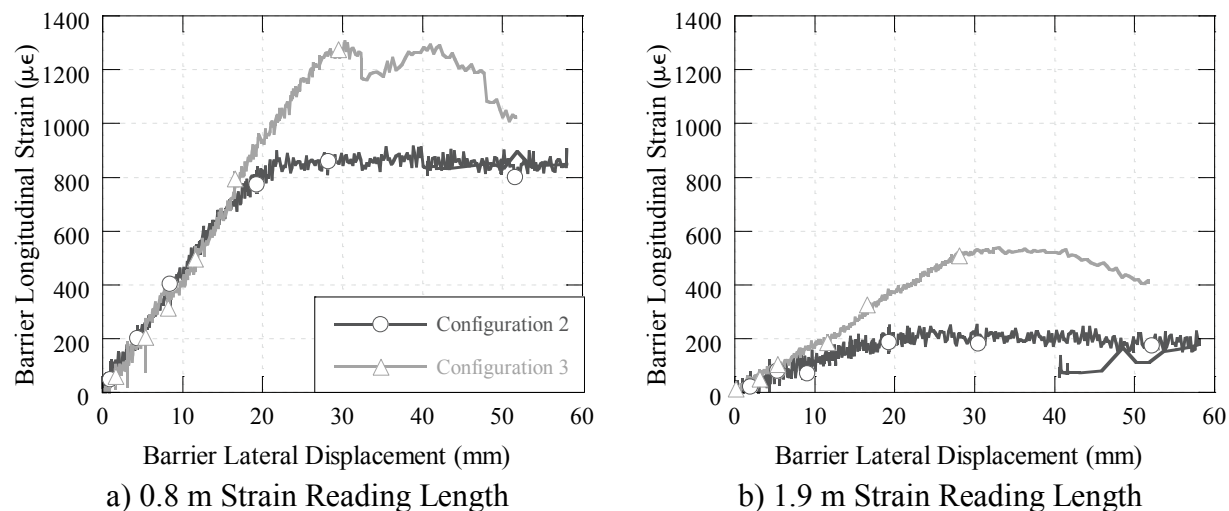 1400
1200
1000
800
600
400
200
0
Barrier Longitudinal Strain (µϵ)
Configuration 2
Configuration 3
0 10 20 30 40 50 60
Barrier Lateral Displacement (mm)
a) 0.8 m Strain Reading Length
1400
1200
1000
800
600
400
200
0
Barrier Longitudinal Strain (µϵ)
0 10 20 30 40 50 60
Barrier Lateral Displacement (mm)
b) 1.9 m Strain Reading Length